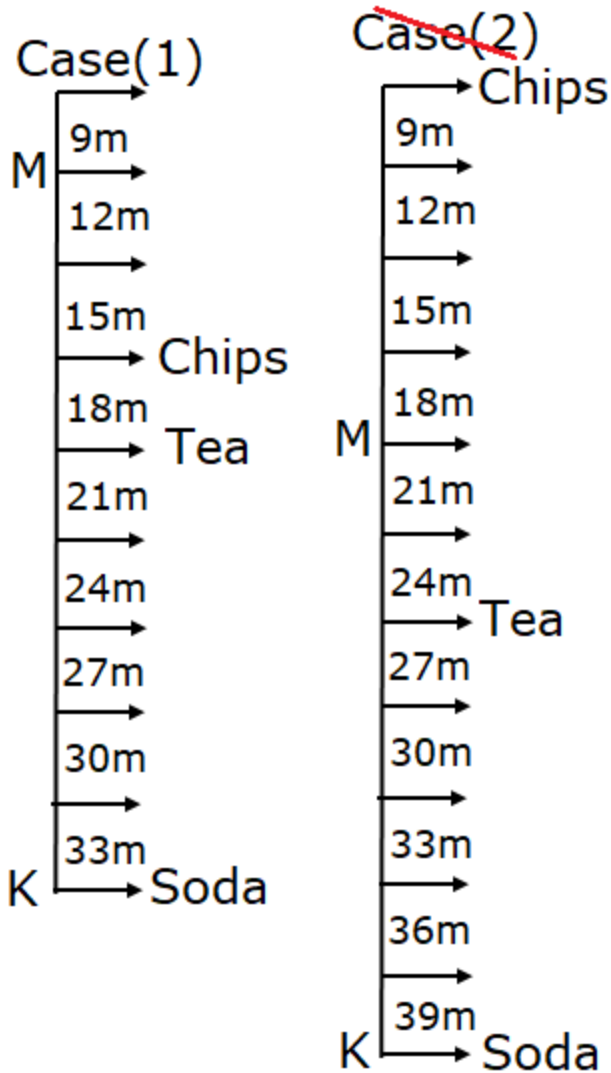 Case(1)
9m
M
12m
15m
Chips
18m
Tea
21m
24m
27m
30m
33m
K Soda
Case(2)
Chips
9m
12m
15m
18m
M
21m
24m
Tea
27m
30m
33m
36m
39m
K Soda